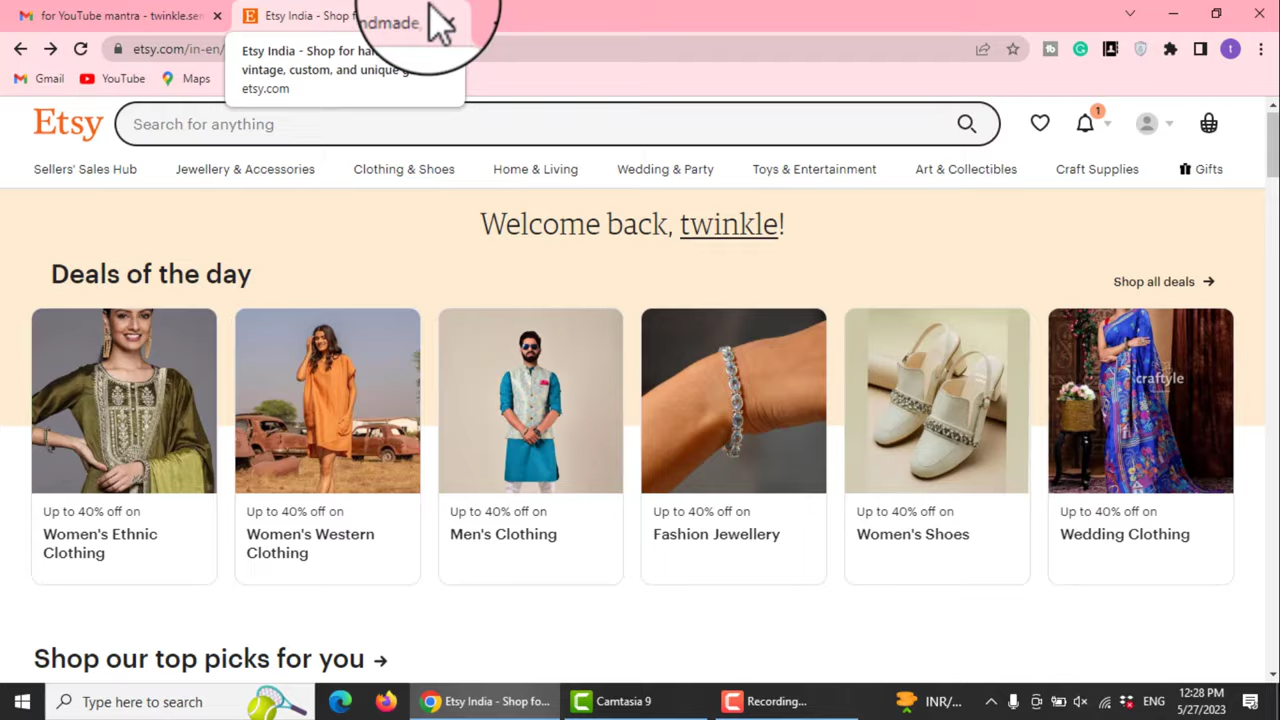 for YouTube mantra - twinkle.sen
Etsy India - Shop f
ndmade,
etsy.com/in-en/
Etsy India - Shop for ha
vintage, custom, and unique g
etsy.com
Gmail
YouTube
Maps
t
Etsy
Search for anything
1
Sellers' Sales Hub
Jewellery & Accessories
Clothing & Shoes
Home & Living
Wedding & Party
Toys & Entertainment
Art & Collectibles
Craft Supplies
Gifts
Welcome back, twinkle!
Deals of the day
Shop all deals →
craftyle
Up to 40% off on
Women's Ethnic
Clothing
Up to 40% off on
Women's Western
Clothing
Up to 40% off on
Men's Clothing
Up to 40% off on
Fashion Jewellery
Up to 40% off on
Women's Shoes
Up to 40% off on
Wedding Clothing
Shop our top picks for you →
Type here to search
Etsy India - Shop fo...
Camtasia 9
Recording...
INR/...
ENG
12:28 PM
5/27/2023